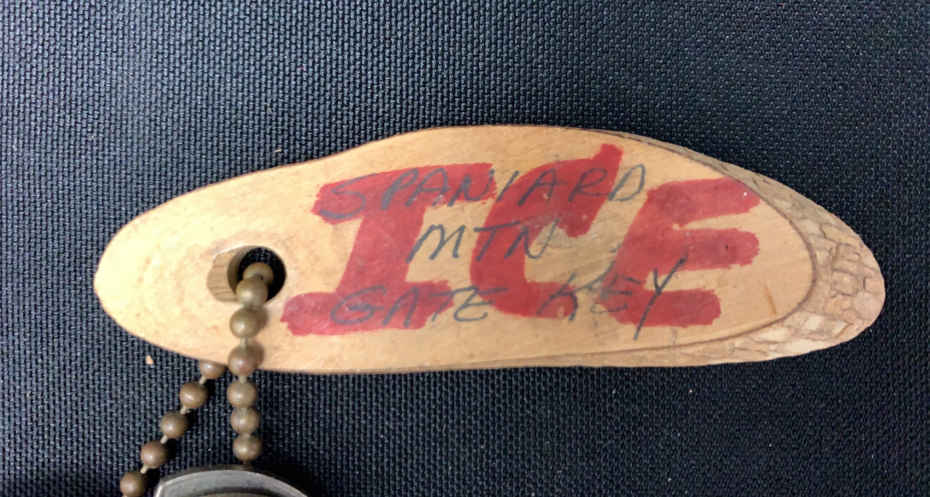 ICE
SPANIARD
MTN
GATE KEY